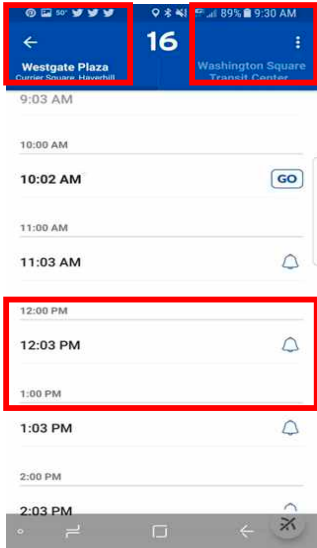 50° 89% 9:30 AM
16
Westgate Plaza
Currier Square, Haverhill
Washington Square
Transit Center
9:03 AM
10:00 AM
10:02 AM GO
11:00 AM
11:03 AM
12:00 PM
12:03 PM
1:00 PM
1:03 PM
2:00 PM
2:03 PM